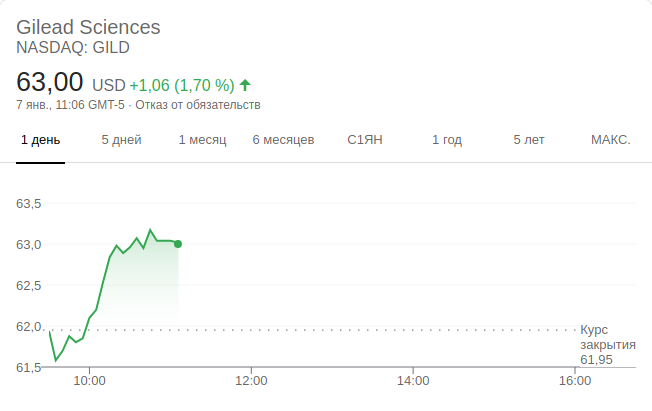 Gilead Sciences
NASDAQ: GILD
63,00 USD +1,06 (1,70 %)
7 янв., 11:06 GMT-5 · Отказ от обязательств
1 день 5 дней 1 месяц 6 месяцев С1ЯН 1 год 5 лет МАКС.
63,5
63,0
62,5
62,0
Курс
закрытия
61,95
61,5
10:00 12:00 14:00 16:00